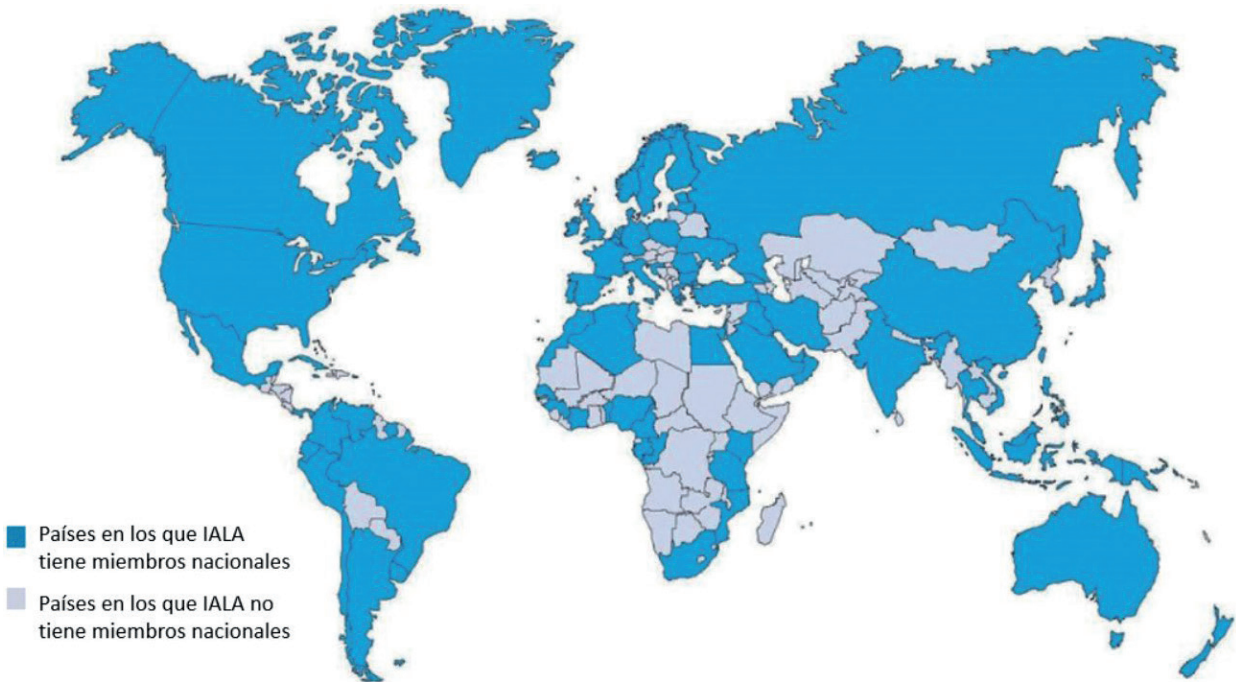 Países en los que IALA
tiene miembros nacionales
Países en los que IALA no
tiene miembros nacionales